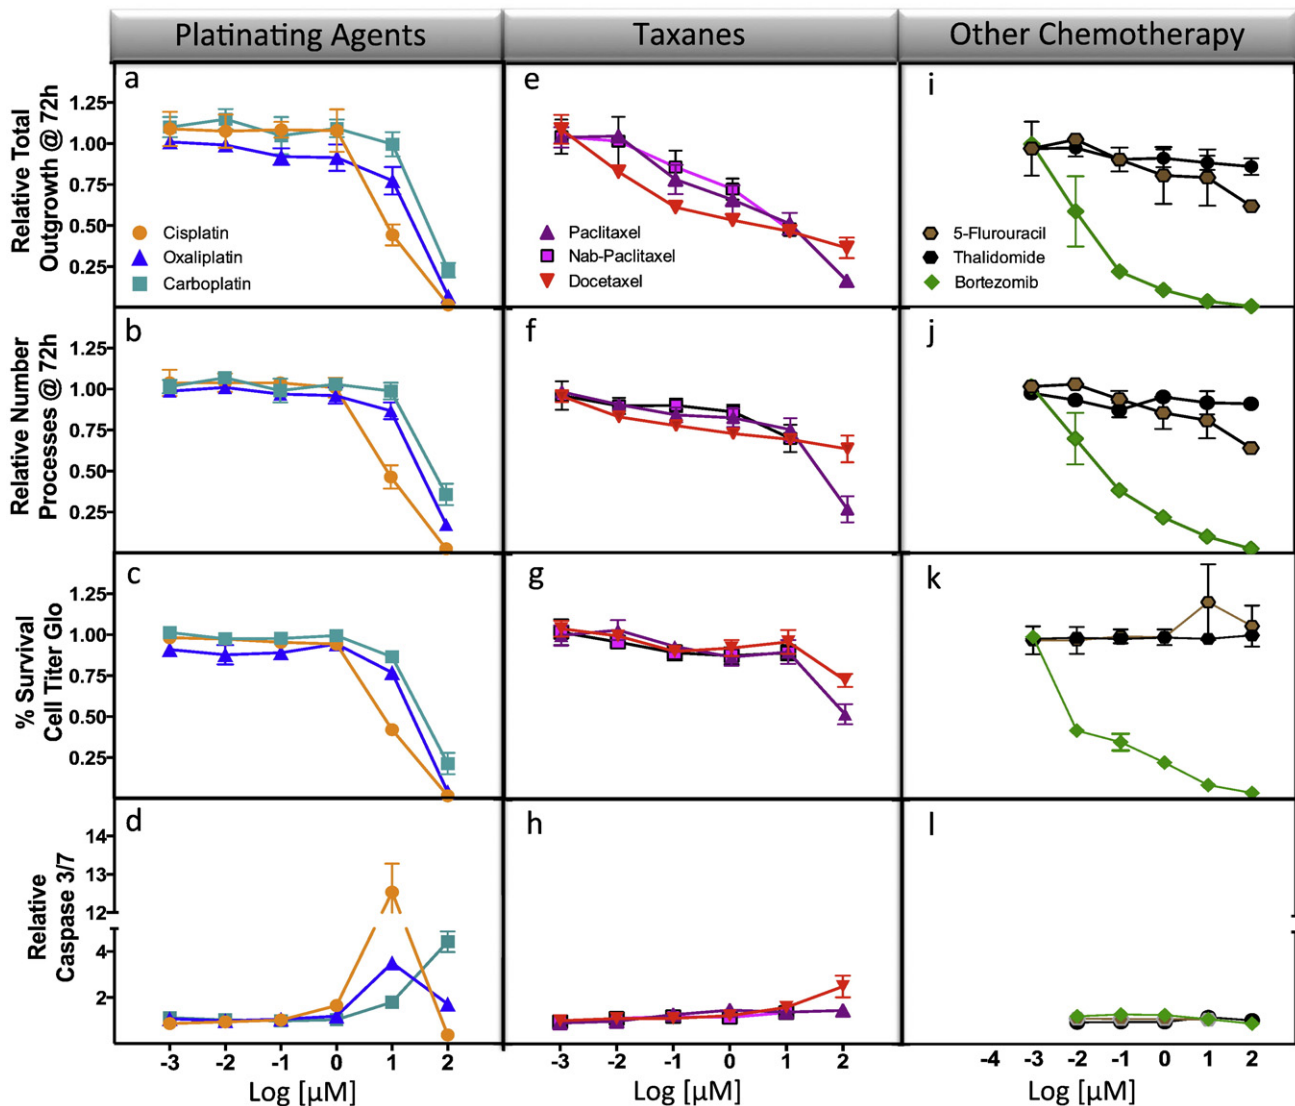 Platinating Agents
Taxanes
Other Chemotherapy
Relative Total
Outgrowth @ 72h
1.25
1.00
0.75
0.50
0.25
a
Cisplatin
Oxaliplatin
Carboplatin
e
Paclitaxel
Nab-Paclitaxel
Docetaxel
i
5-Flurouracil
Thalidomide
Bortezomib
Relative Number
Processes @ 72h
1.25
1.00
0.75
0.50
0.25
b
f
j
% Survival
Cell Titer Glo
1.25
1.00
0.75
0.50
0.25
c
g
k
Relative
Caspase 3/7
14
13
12
4
2
d
h
l
-3 -2 -1 0 1 2
Log [µM]
-3 -2 -1 0 1 2
Log [µM]
-4 -3 -2 -1 0 1 2
Log [µM]